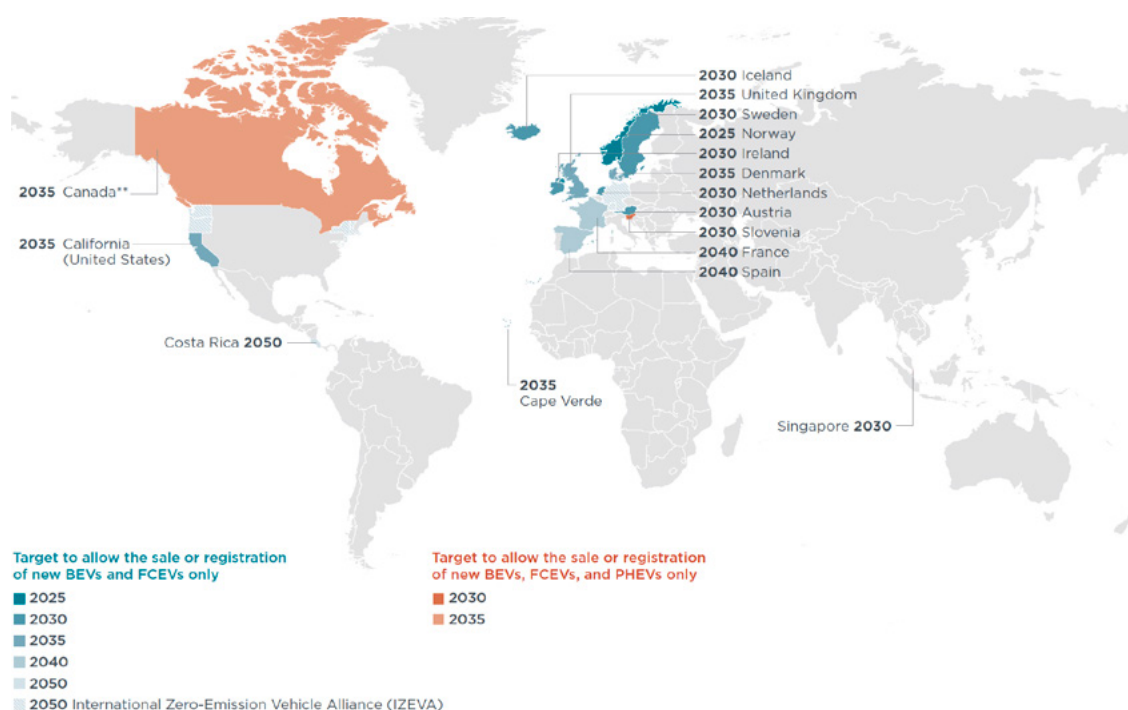 2030 Iceland
2035 United Kingdom
2030 Sweden
2025 Norway
2030 Ireland
2035 Denmark
2030 Netherlands
2030 Austria
2030 Slovenia
2040 France
2040 Spain
2035 Canada**
2035 California
(United States)
Costa Rica 2050
2035
Cape Verde
Singapore 2030
Target to allow the sale or registration
of new BEVs and FCEVs only
2025
2030
2035
2040
2050
2050 International Zero-Emission Vehicle Alliance (IZEVA)
Target to allow the sale or registration
of new BEVs, FCEVs, and PHEVs only
2030
2035